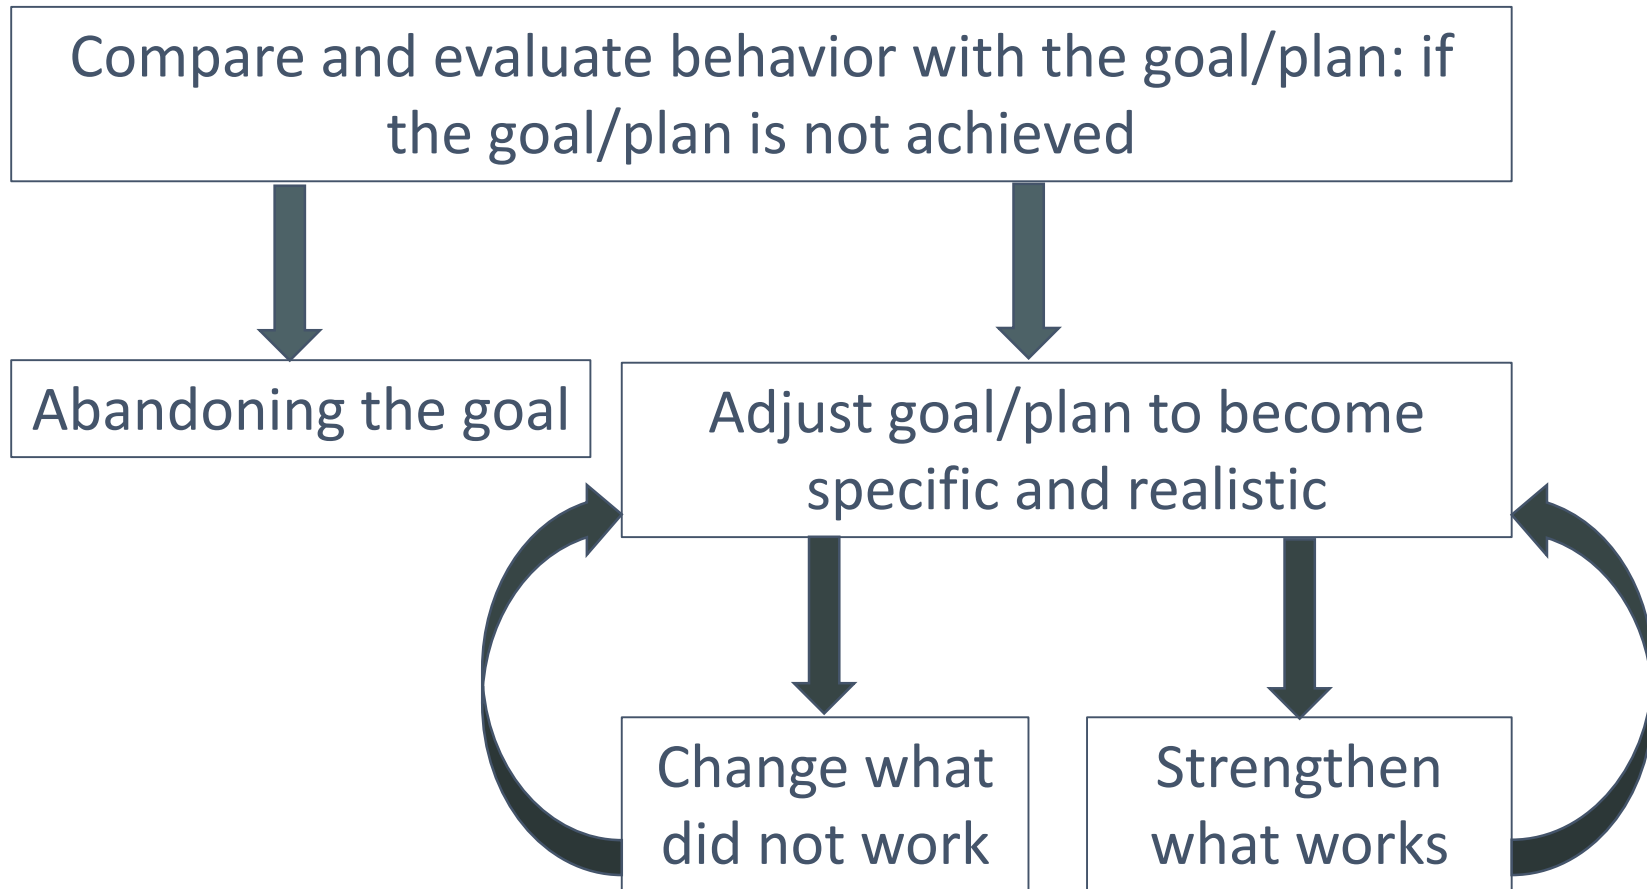 Compare and evaluate behavior with the goal/plan: if
the goal/plan is not achieved
Abandoning the goal
Adjust goal/plan to become
specific and realistic
Change what
did not work
Strengthen
what works